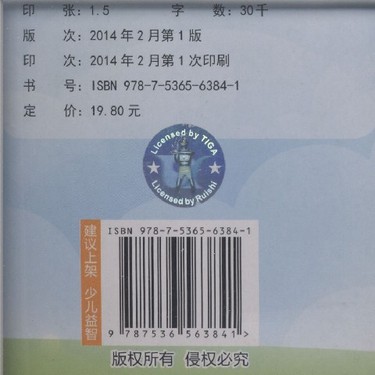 印 张：1.5 字 数：30千
版 次：2014年2月第1版
印 次：2014年2月第1次印刷
书 号：ISBN 978-7-5365-6384-1
定 价：19.80元
Licensed by TIGA
Licensed by Ruishi
建议上架 少儿益智
ISBN 978-7-5365-6384-1
9 787536 563841 >
版权所有 侵权必究